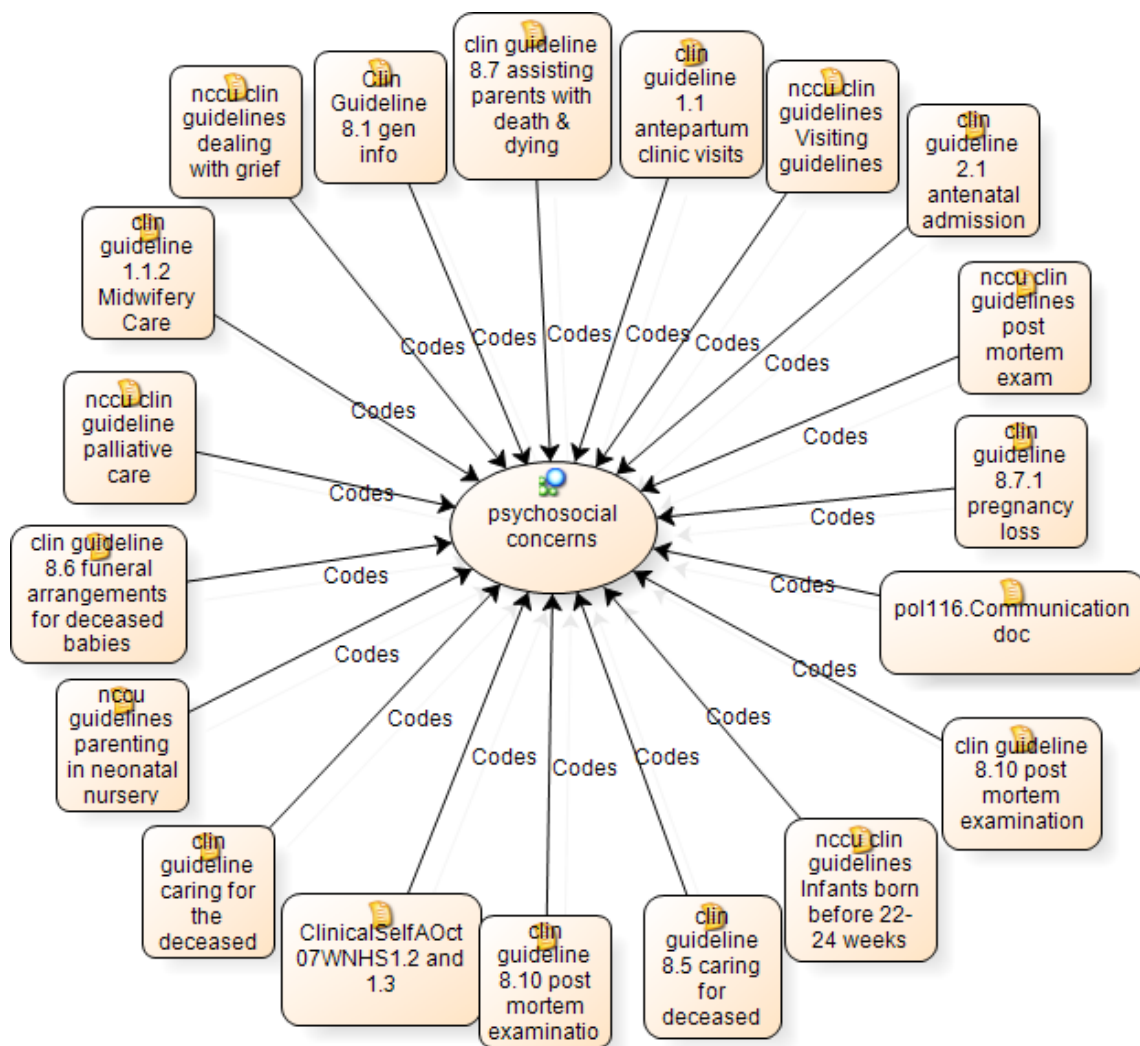 clin guideline
8.7 assisting
parents with
death &
dying
clin
guideline
1.1
antepartum
clinic visits
nccu clin
guidelines
Visiting
guidelines
nccu clin
guidelines
dealing
with grief
Clin
Guideline
8.1 gen
info
clin
guideline
2.1
antenatal
admission
clin
guideline
1.1.2
Midwifery
Care
nccu clin
guidelines
post
mortem
exam
Codes
Codes
Codes
Codes
Codes
Codes
Codes
Codes
nccu clin
guideline
palliative
care
clin
guideline
8.7.1
pregnancy
loss
Codes
Codes
psychosocial
concerns
clin guideline
8.6 funeral
arrangements
for deceased
babies
Codes
Codes
pol116.Communication
doc
nccu
guidelines
parenting
in neonatal
nursery
Codes
Codes
Codes
Codes
Codes
Codes
Codes
clin guideline
8.10 post
mortem
examination
clin
guideline
caring for
the
deceased
ClinicalSelfAOct
07WNHS1.2 and
1.3
clin
guideline
8.10 post
mortem
examinatio
clin
guideline
8.5 caring
for
deceased
nccu clin
guidelines
Infants born
before 22-
24 weeks